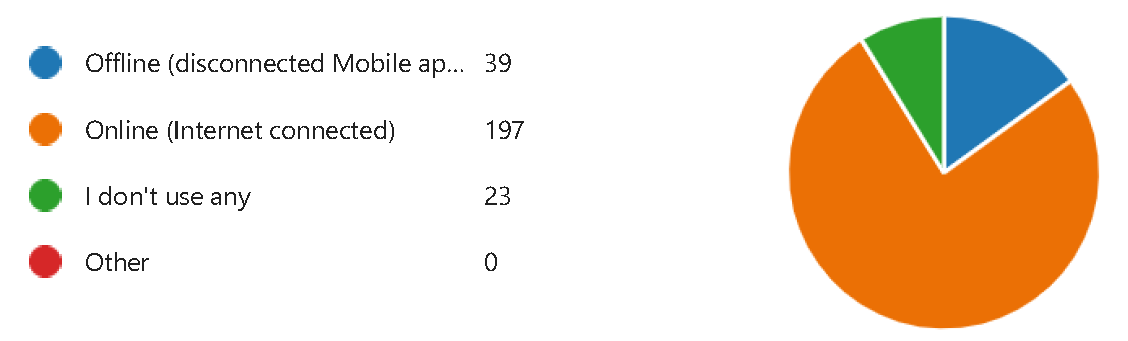 Offline (disconnected Mobile ap... 39
Online (Internet connected) 197
I don't use any 23
Other 0